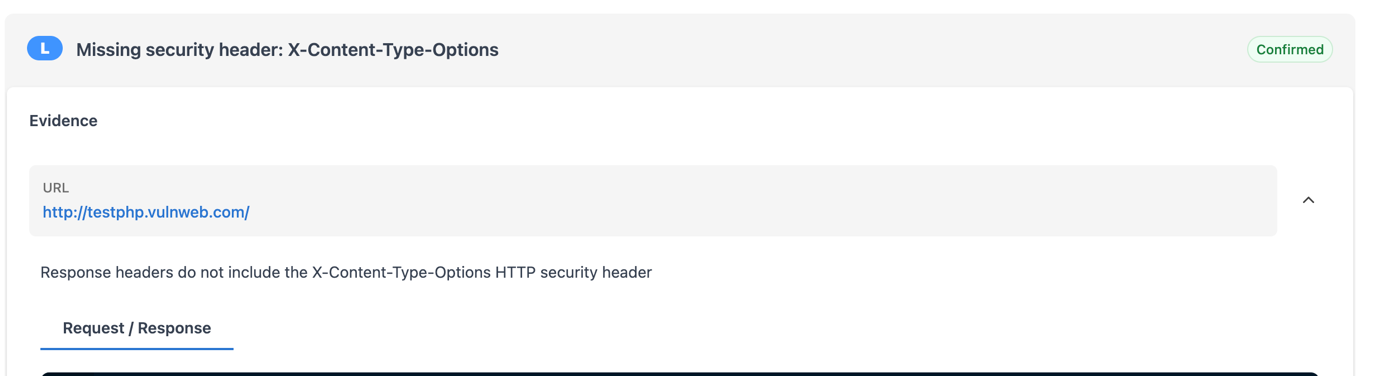 L Missing security header: X-Content-Type-Options Confirmed
Evidence
URL
http://testphp.vulnweb.com/
Response headers do not include the X-Content-Type-Options HTTP security header
Request / Response